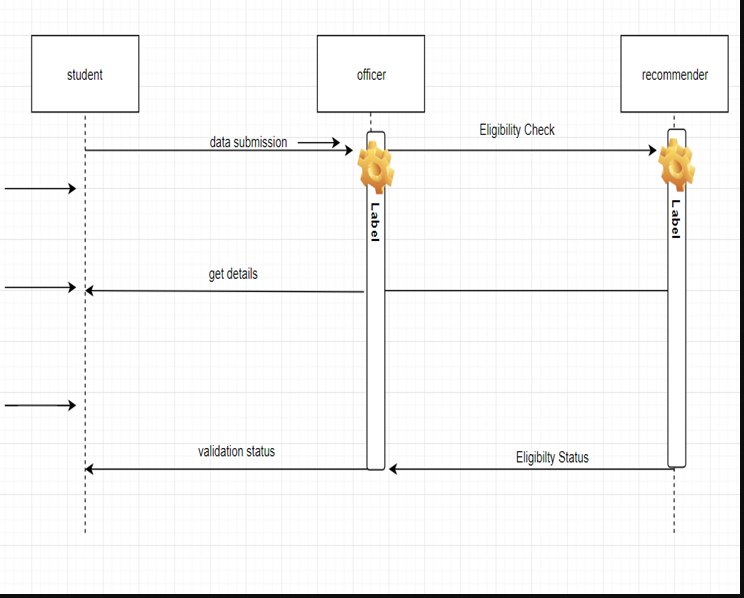 student
officer
recommender
data submission
Eligibility Check
Label
Label
get details
validation status
Eligibilty Status